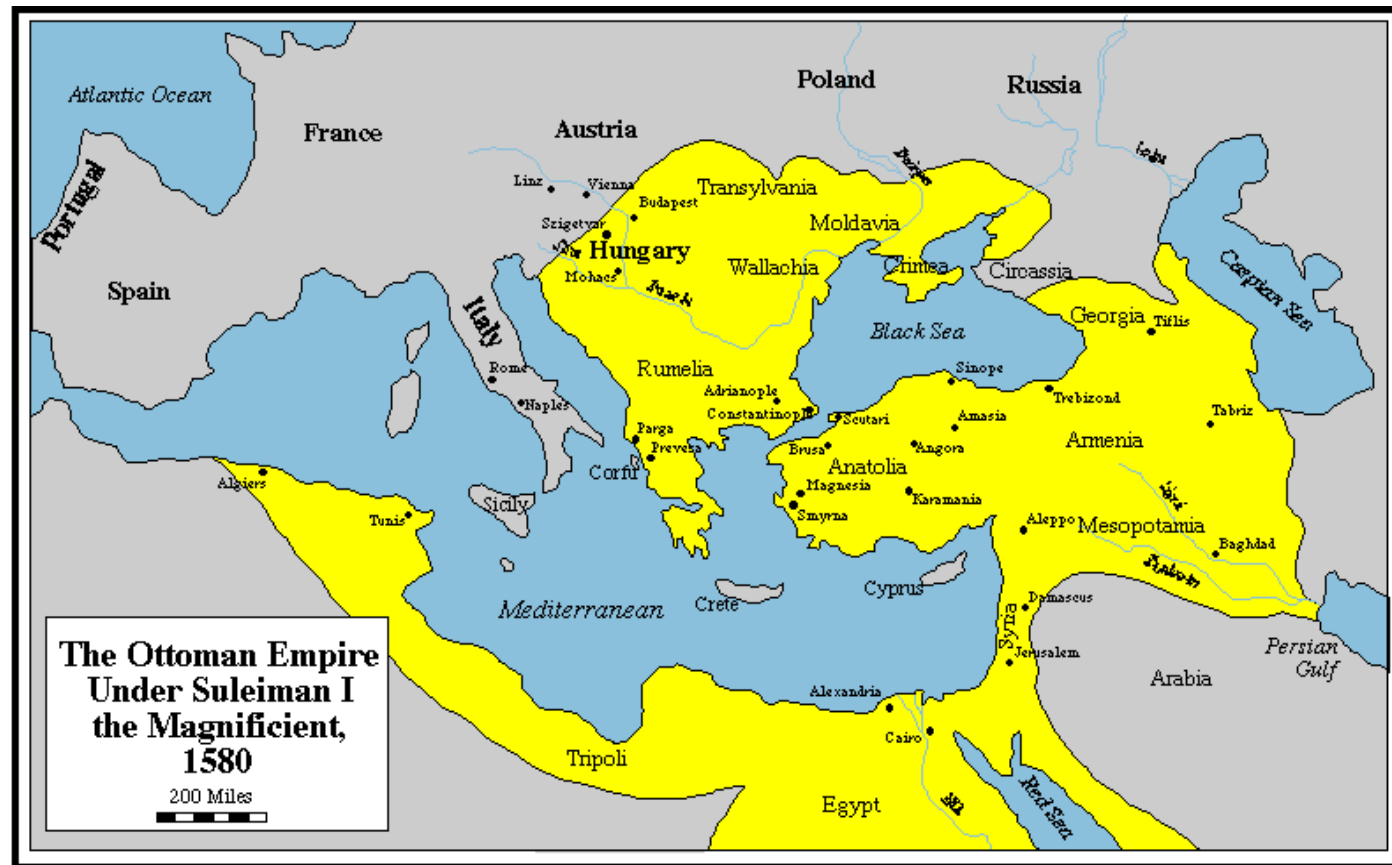 Atlantic Ocean
Portugal
Spain
France
Austria
Poland
Russia
Linz
Vienna
Budapest
Szigetvar
Hungary
Mohacs
Transylvania
Moldavia
Wallachia
Crimea
Circassia
Caspian Sea
Georgia
Tiflis
Black Sea
Italy
Rome
Naples
Rumelia
Adrianople
Constantinople
Scutari
Sinope
Amasia
Trebizond
Tabriz
Armenia
Parga
Prevesa
Corfu
Brusa
Angora
Anatolia
Magnesia
Smyrna
Karamania
Aleppo
Mesopotamia
Baghdad
Algiers
Tunis
Sicily
Mediterranean
Crete
Cyprus
Damascus
Syria
Jerusalem
Arabia
Persian
Gulf
Alexandria
Cairo
Tripoli
Egypt
Red Sea
The Ottoman Empire
Under Suleiman I
the Magnificient,
1580
200 Miles